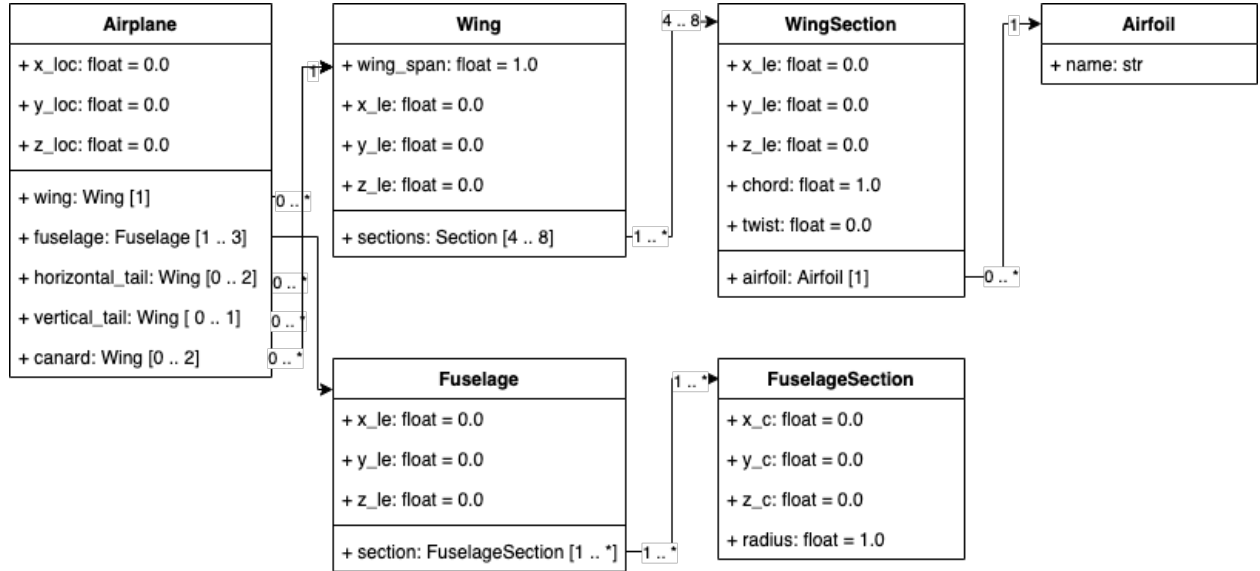 Airplane
+ x_loc: float = 0.0
+ y_loc: float = 0.0
+ z_loc: float = 0.0
+ wing: Wing [1]
+ fuselage: Fuselage [1 .. 3]
+ horizontal_tail: Wing [0 .. 2]
+ vertical_tail: Wing [ 0 .. 1]
+ canard: Wing [0 .. 2]
0 .. *
0 .. *
0 .. *
0 .. *
1
Wing
+ wing_span: float = 1.0
+ x_le: float = 0.0
+ y_le: float = 0.0
+ z_le: float = 0.0
+ sections: Section [4 .. 8]
1 .. *
4 .. 8
WingSection
+ x_le: float = 0.0
+ y_le: float = 0.0
+ z_le: float = 0.0
+ chord: float = 1.0
+ twist: float = 0.0
+ airfoil: Airfoil [1]
0 .. *
1
Airfoil
+ name: str
Fuselage
+ x_le: float = 0.0
+ y_le: float = 0.0
+ z_le: float = 0.0
+ section: FuselageSection [1 .. *]
1 .. *
1 .. *
FuselageSection
+ x_c: float = 0.0
+ y_c: float = 0.0
+ z_c: float = 0.0
+ radius: float = 1.0